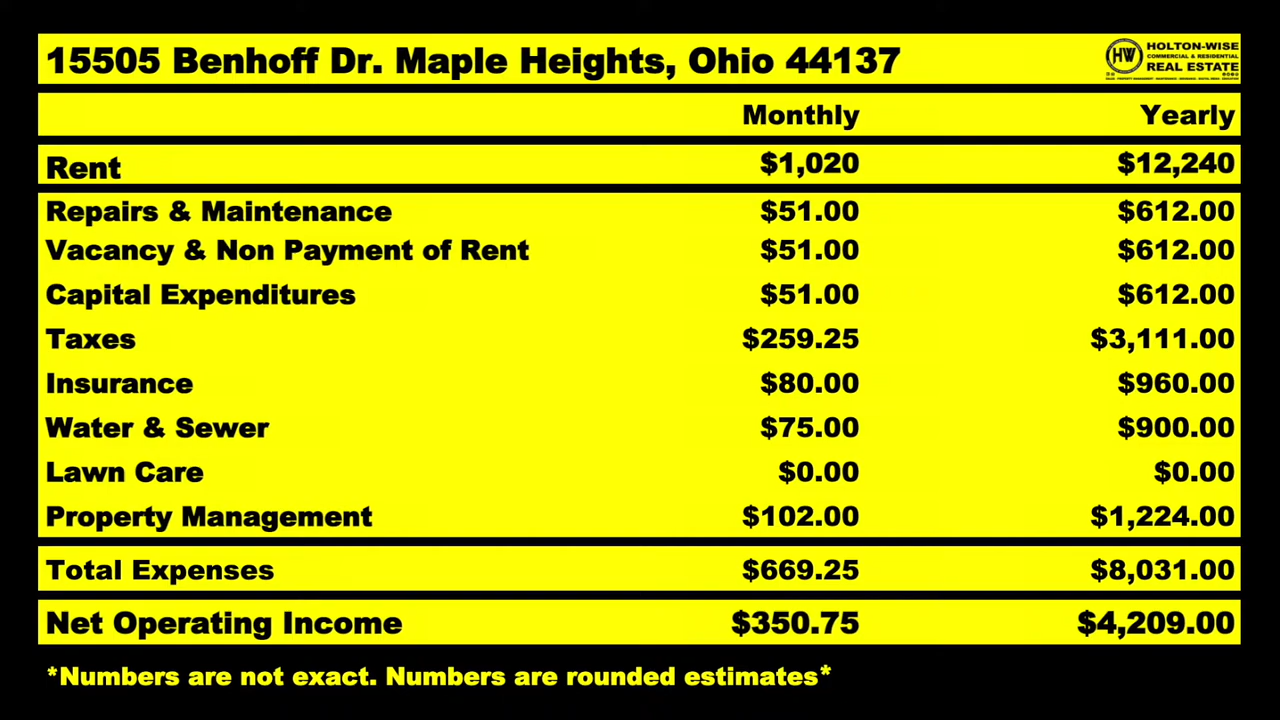 15505 Benhoff Dr. Maple Heights, Ohio 44137
HW
HOLTON-WISE
COMMERCIAL & RESIDENTIAL
REAL ESTATE
Monthly Yearly
Rent $1,020 $12,240
Repairs & Maintenance $51.00 $612.00
Vacancy & Non Payment of Rent $51.00 $612.00
Capital Expenditures $51.00 $612.00
Taxes $259.25 $3,111.00
Insurance $80.00 $960.00
Water & Sewer $75.00 $900.00
Lawn Care $0.00 $0.00
Property Management $102.00 $1,224.00
Total Expenses $669.25 $8,031.00
Net Operating Income $350.75 $4,209.00
*Numbers are not exact. Numbers are rounded estimates*